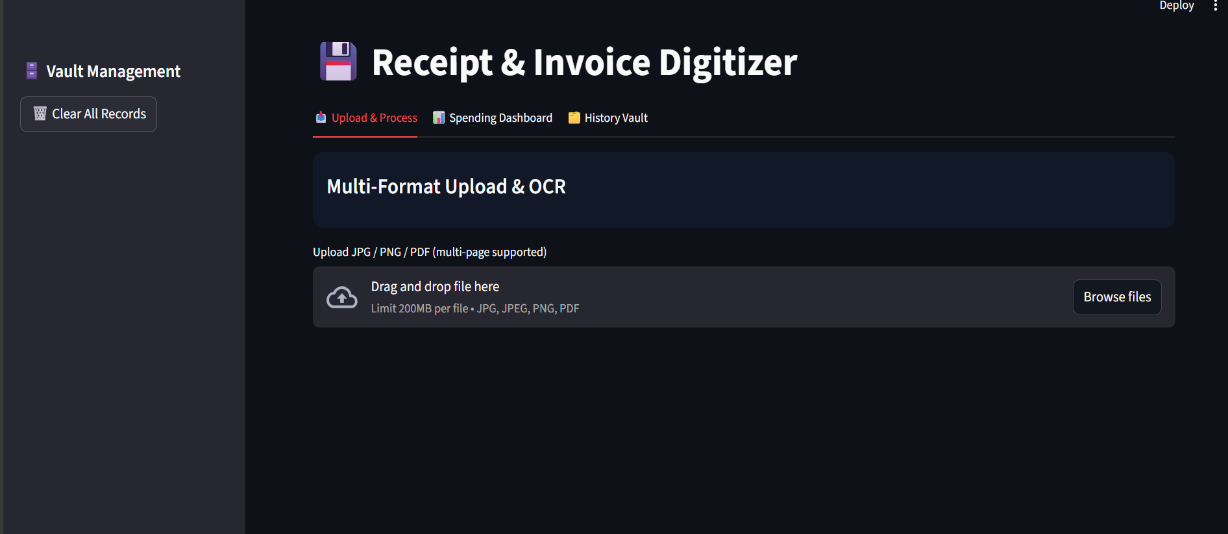 Deploy
Vault Management
Clear All Records
Receipt & Invoice Digitizer
Upload & Process
Spending Dashboard
History Vault
Multi-Format Upload & OCR
Upload JPG / PNG / PDF (multi-page supported)
Drag and drop file here
Limit 200MB per file • JPG, JPEG, PNG, PDF
Browse files